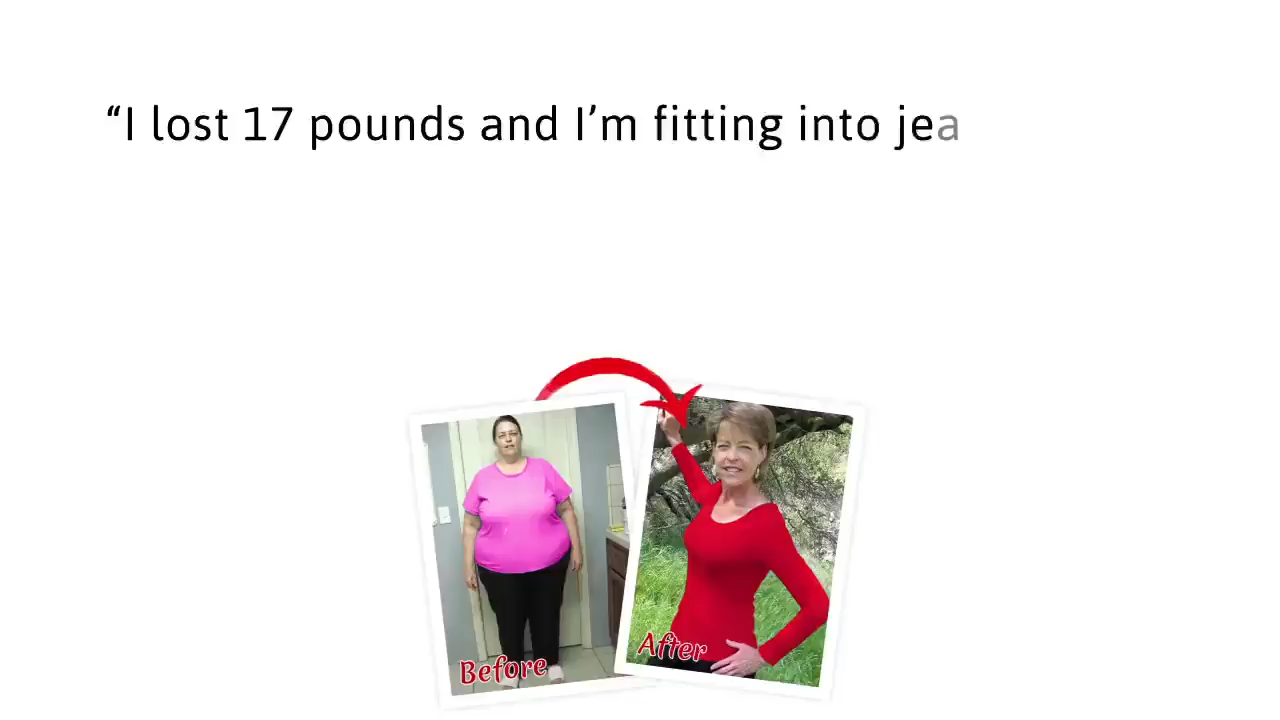 “I lost 17 pounds and I’m fitting into jea
Before
After